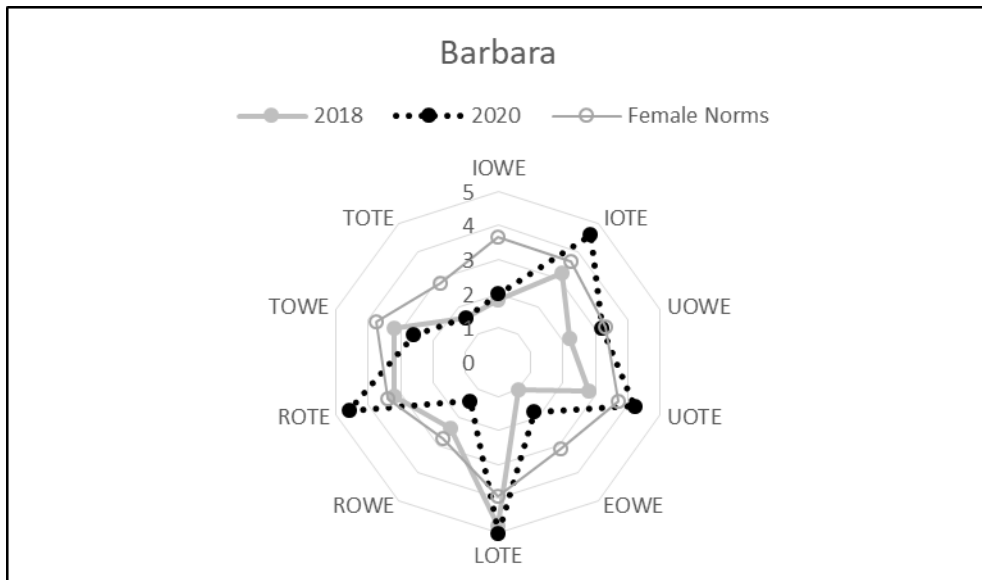 Barbara
2018 2020 Female Norms
IOWE
TOTE 5 IOTE
4
3
TOWE 2 UOWE
1
0
ROTE UOTE
ROWE EOWE
LOTE